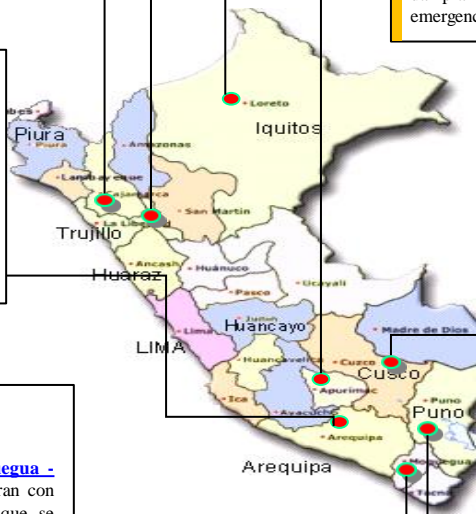 emergenc
Loreto
Iquitos
Piura
Piura
Amazonas
Lambayeque
Cajamarca
San Martin
La Libertad
Trujillo
Ancash
Huánuco
Huaraz
Ucayali
Pasco
Junin
Lima
Huancayo
Madre de Dios
LIMA
Huancavelica
Cuzco
Cusco
Apurimac
Ica
Puno
Ayacucho
Puno
Arequipa
Arequipa
Moquegua
Tacna
egua -
ran con
que se